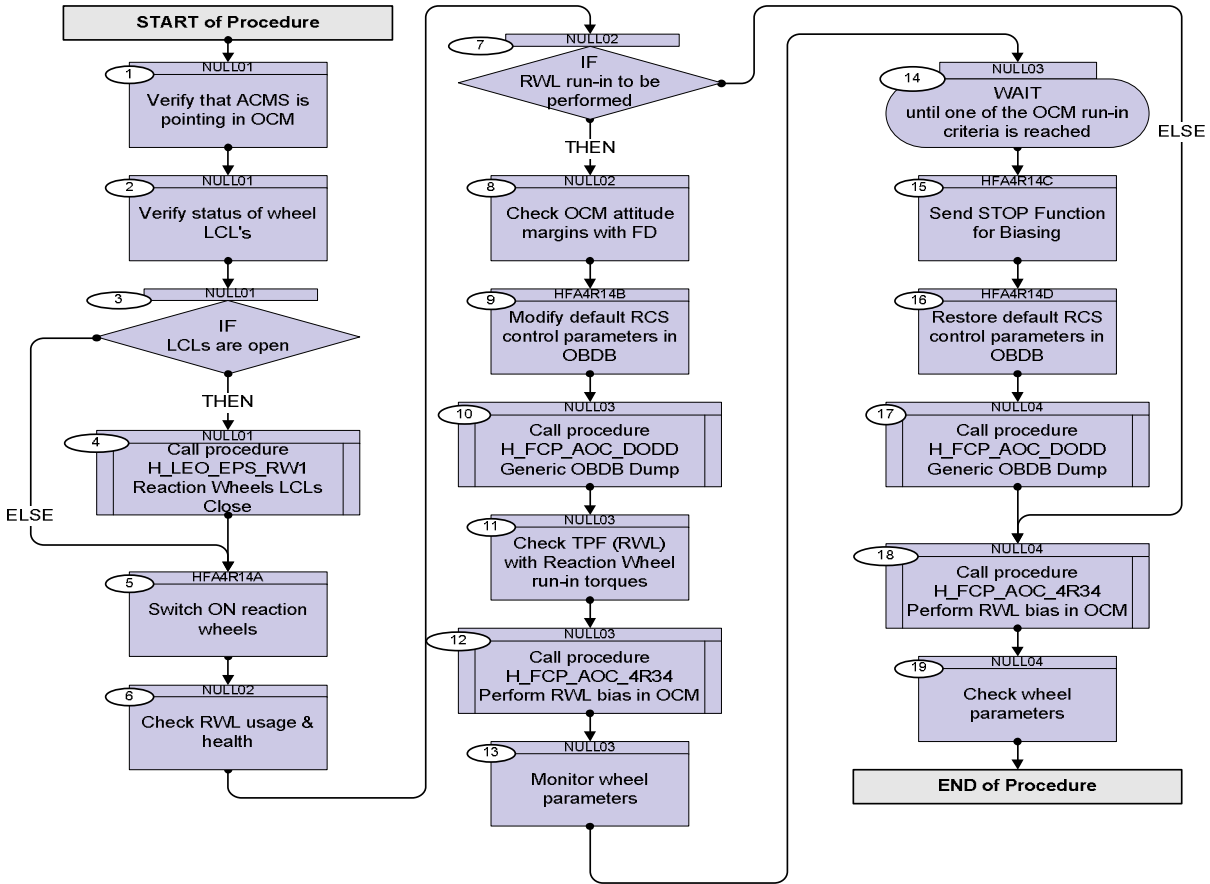 START of Procedure
1
NULL01
Verify that ACMS is
pointing in OCM
2
NULL01
Verify status of wheel
LCL's
3
NULL01
IF
LCLs are open
THEN
ELSE
4
NULL01
Call procedure
H_LEO_EPS_RW1
Reaction Wheels LCLs
Close
5
HFA4R14A
Switch ON reaction
wheels
6
NULL02
Check RWL usage &
health
7
NULL02
IF
RWL run-in to be
performed
THEN
ELSE
8
NULL02
Check OCM attitude
margins with FD
9
HFA4R14B
Modify default RCS
control parameters in
OBDB
10
NULL03
Call procedure
H_FCP_AOC_DODD
Generic OBDB Dump
11
NULL03
Check TPF (RWL)
with Reaction Wheel
run-in torques
12
NULL03
Call procedure
H_FCP_AOC_4R34
Perform RWL bias in OCM
13
NULL03
Monitor wheel
parameters
14
NULL03
WAIT
until one of the OCM run-in
criteria is reached
15
HFA4R14C
Send STOP Function
for Biasing
16
HFA4R14D
Restore default RCS
control parameters in
OBDB
17
NULL04
Call procedure
H_FCP_AOC_DODD
Generic OBDB Dump
18
NULL04
Call procedure
H_FCP_AOC_4R34
Perform RWL bias in OCM
19
NULL04
Check wheel
parameters
END of Procedure